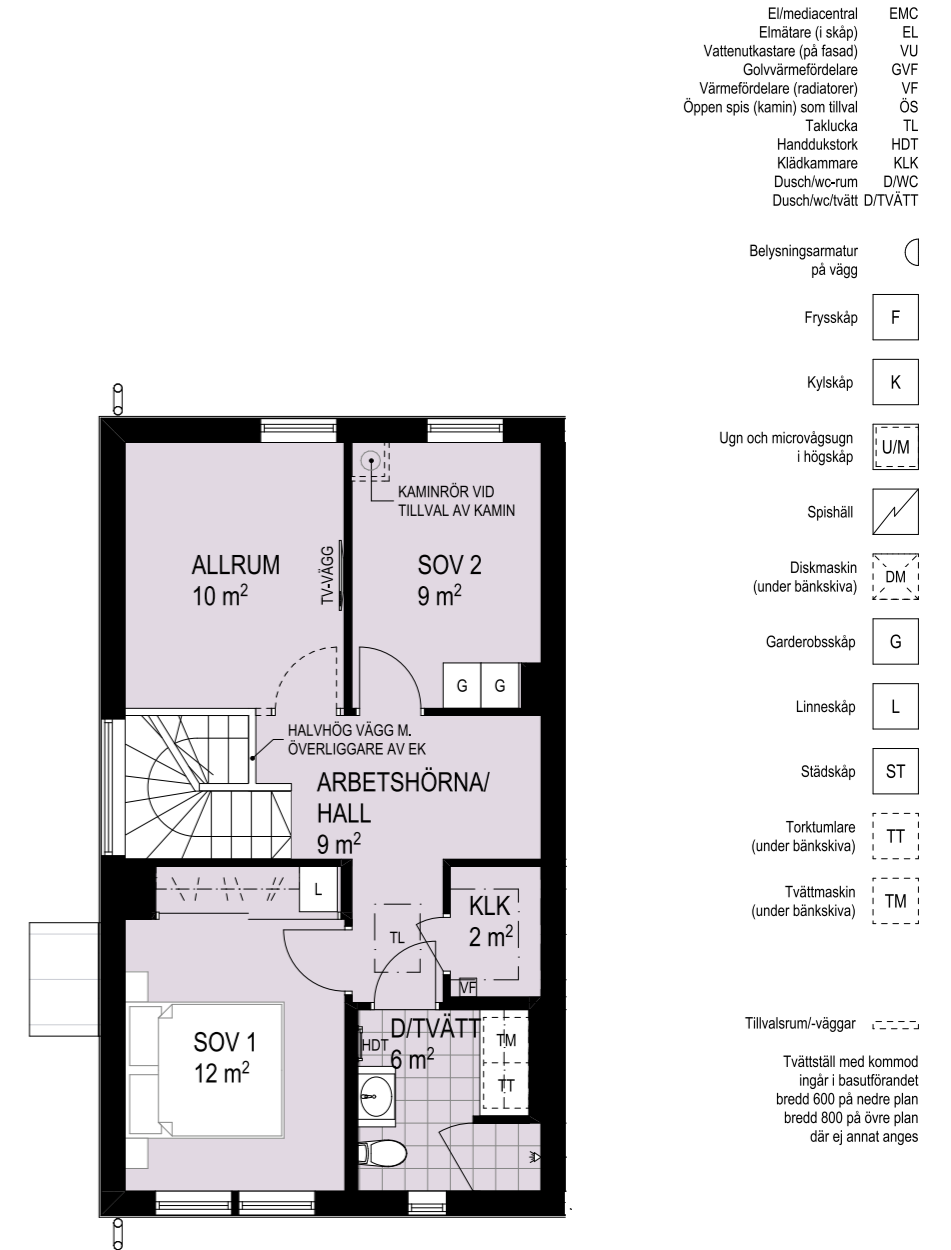 El/mediacentral EMC
Elmätare (i skåp) EL
Vattenutkastare (på fasad) VU
Golvvärmefördelare GVF
Värmefördelare (radiatorer) VF
Öppen spis (kamin) som tillval ÖS
Taklucka TL
Handdukstork HDT
Klädkammare KLK
Dusch/wc-rum D/WC
Dusch/wc/tvätt D/TVÄTT
Belysningsarmatur
på vägg
Frysskåp F
Kylskåp K
Ugn och microvågsugn
i högskåp
U/M
Spishäll
Diskmaskin
(under bänkskiva)
DM
Garderobsskåp G
Linneskåp L
Städskåp ST
Torktumlare
(under bänkskiva)
TT
Tvättmaskin
(under bänkskiva)
TM
Tillvalsrum/-väggar
Tvättställ med kommod
ingår i basutförandet
bredd 600 på nedre plan
bredd 800 på övre plan
där ej annat anges
KAMINRÖR VID
TILLVAL AV KAMIN
ALLRUM
10 m²
TV-VÄGG
SOV 2
9 m²
G G
HALVHÖG VÄGG M.
ÖVERLIGGARE AV EK
ARBETSHÖRNA/
HALL
9 m²
L
KLK
2 m²
TL
VF
SOV 1
12 m²
D/TVÄTT
6 m²
HDT
TM
TT